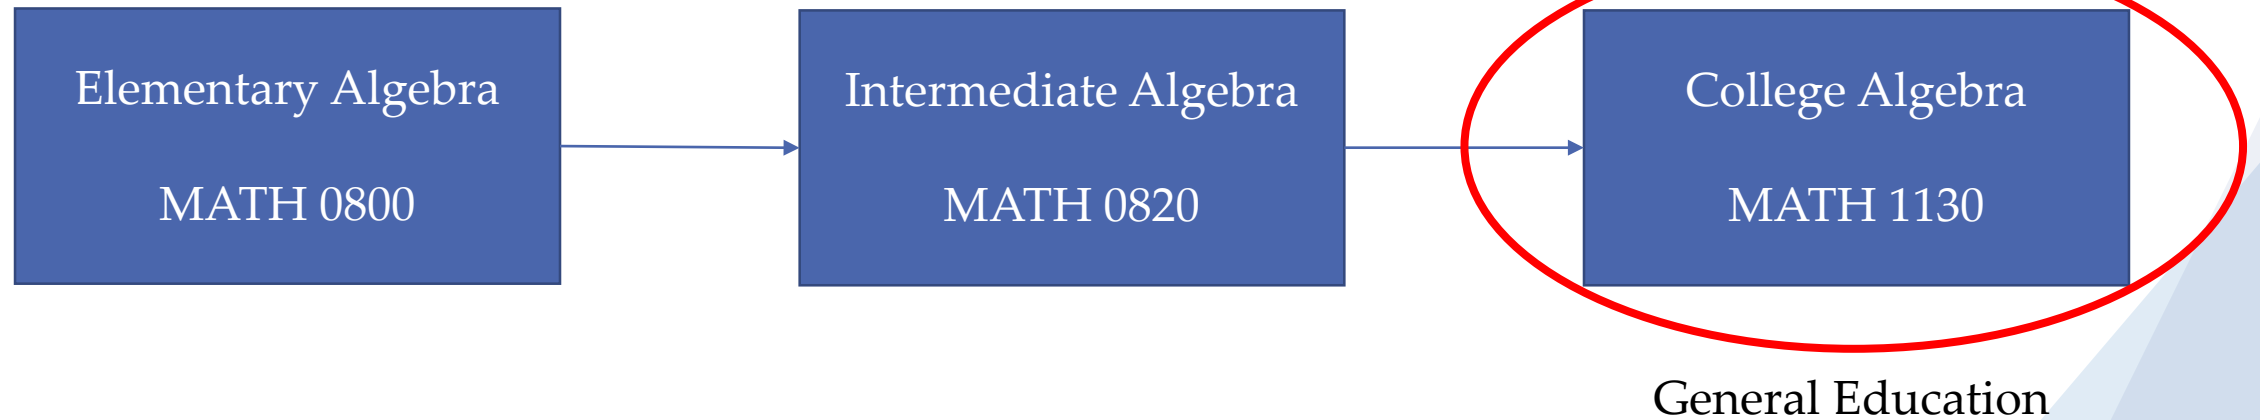 Elementary Algebra
MATH 0800
Intermediate Algebra
MATH 0820
College Algebra
MATH 1130
General Education